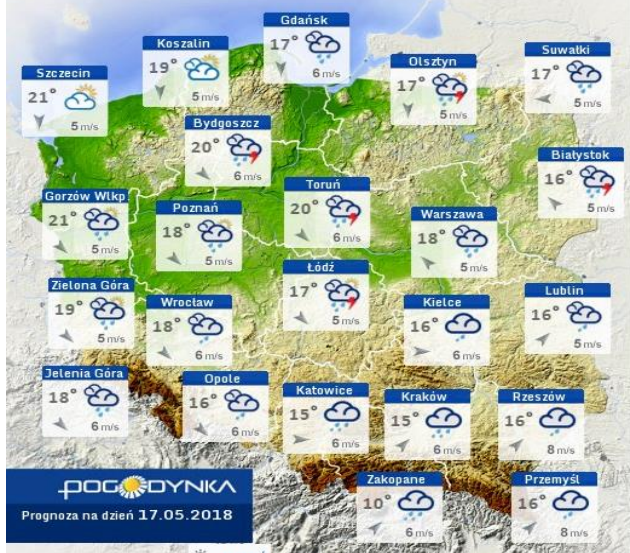 Gdańsk
17°
6 m/s
Koszalin
19°
5 m/s
Suwałki
17°
5 m/s
Olsztyn
17°
5 m/s
Szczecin
21°
5 m/s
Bydgoszcz
20°
6 m/s
Białystok
16°
5 m/s
Toruń
20°
6 m/s
Gorzów Wlkp
21°
5 m/s
Poznań
18°
5 m/s
Warszawa
18°
5 m/s
Łódź
17°
5 m/s
Zielona Góra
19°
5 m/s
Lublin
16°
5 m/s
Wrocław
18°
6 m/s
Kielce
16°
6 m/s
Jelenia Góra
18°
6 m/s
Opole
16°
6 m/s
Katowice
15°
6 m/s
Kraków
15°
6 m/s
Rzeszów
16°
8 m/s
Zakopane
10°
6 m/s
Przemyśl
16°
8 m/s
POGODYNKA
Prognoza na dzień 17.05.2018